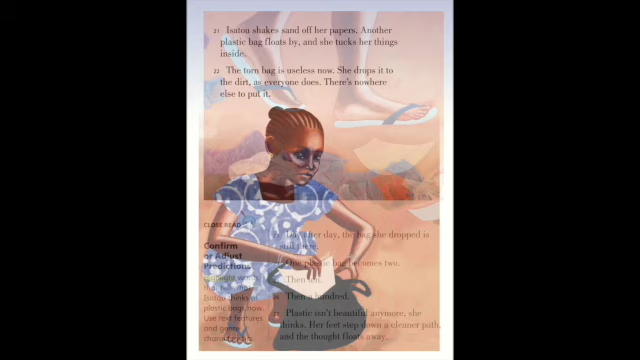 21 Isatou shakes sand off her papers. Another
plastic bag floats by, and she tucks her things
inside.
22 The torn bag is useless now. She drops it to
the dirt, as everyone does. There's nowhere
else to put it.
CLOSE READ
Confirm
or Adjust
Predictions
Isatou thinks of
plastic bags now.
Use text features
and genre
characteristics
Day after day, the bag she dropped is
still there.
One plastic bag becomes two.
Then ten.
Then a hundred.
Plastic isn't beautiful anymore, she
thinks. Her feet step down a cleaner path,
and the thought floats away.